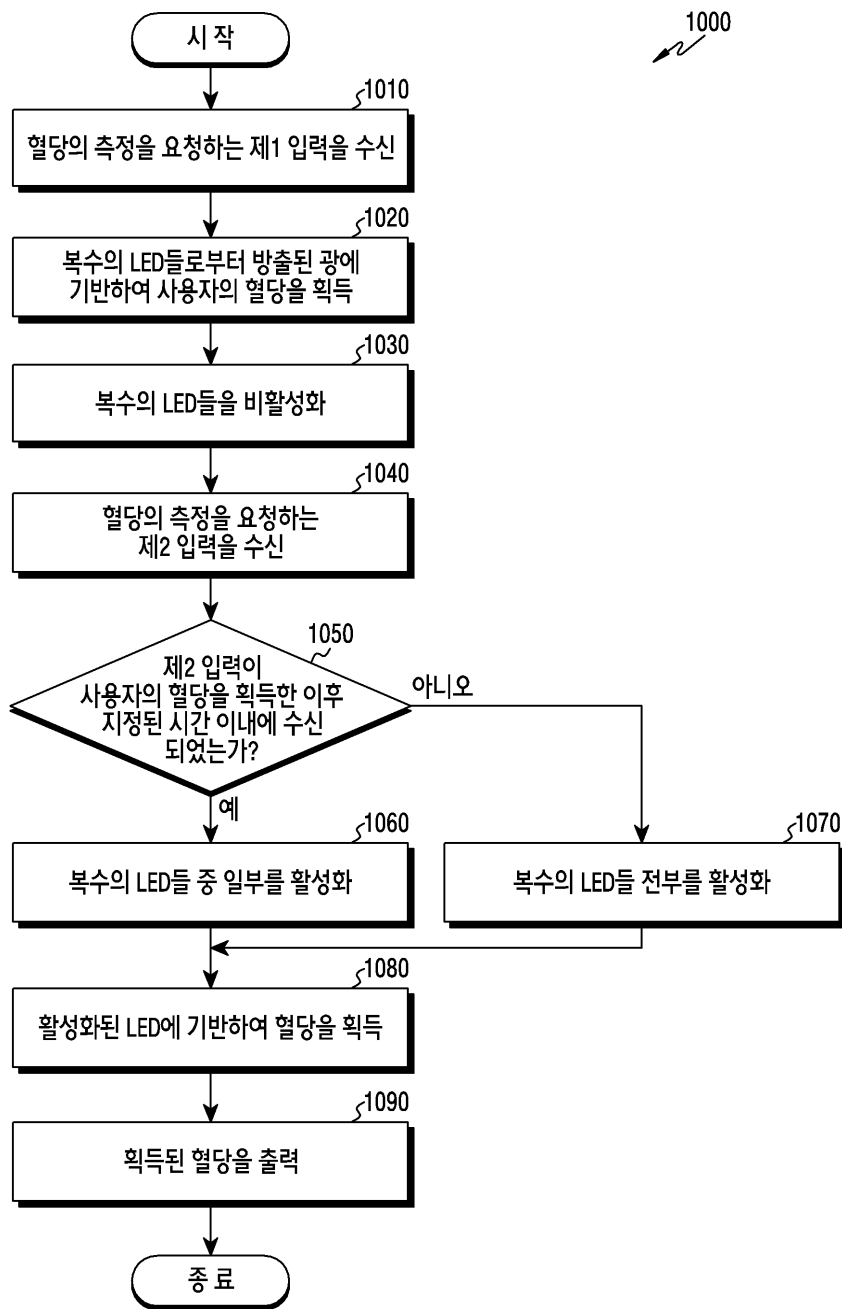 시 작
1000
1010
혈당의 측정을 요청하는 제1 입력을 수신
1020
복수의 LED들로부터 방출된 광에
기반하여 사용자의 혈당을 획득
1030
복수의 LED들을 비활성화
1040
혈당의 측정을 요청하는
제2 입력을 수신
1050
제2 입력이
사용자의 혈당을 획득한 이후
지정된 시간 이내에 수신
되었는가?
아니오
예
1060
복수의 LED들 중 일부를 활성화
1070
복수의 LED들 전부를 활성화
1080
활성화된 LED에 기반하여 혈당을 획득
1090
획득된 혈당을 출력
종 료